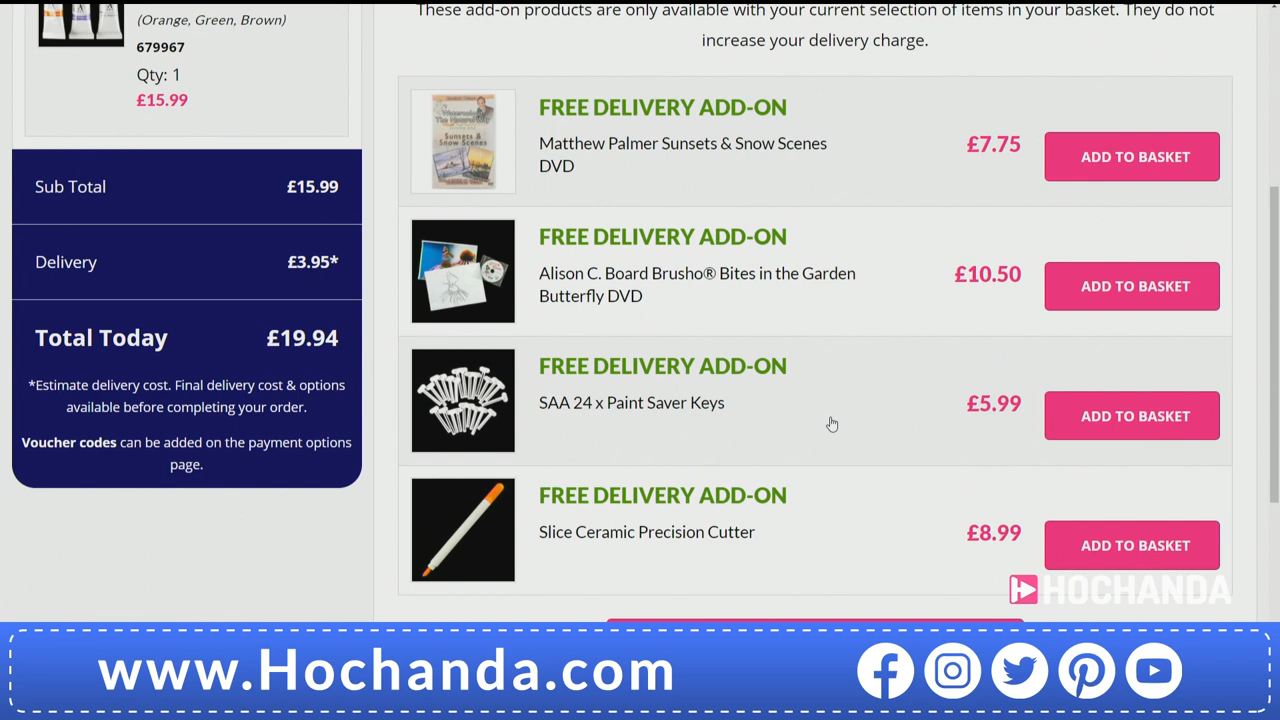 (Orange, Green, Brown)
679967
Qty: 1
£15.99
Sub Total £15.99
Delivery £3.95*
Total Today £19.94
*Estimate delivery cost. Final delivery cost & options
available before completing your order.
Voucher codes can be added on the payment options
page.
These add-on products are only available with your current selection of items in your basket. They do not
increase your delivery charge.
Sunsets &
Snow Scenes
FREE DELIVERY ADD-ON
Matthew Palmer Sunsets & Snow Scenes
DVD
£7.75
ADD TO BASKET
FREE DELIVERY ADD-ON
Alison C. Board Brusho® Bites in the Garden
Butterfly DVD
£10.50
ADD TO BASKET
FREE DELIVERY ADD-ON
SAA 24 x Paint Saver Keys
£5.99
ADD TO BASKET
FREE DELIVERY ADD-ON
Slice Ceramic Precision Cutter
£8.99
ADD TO BASKET
HOCHANDA
www.Hochanda.com